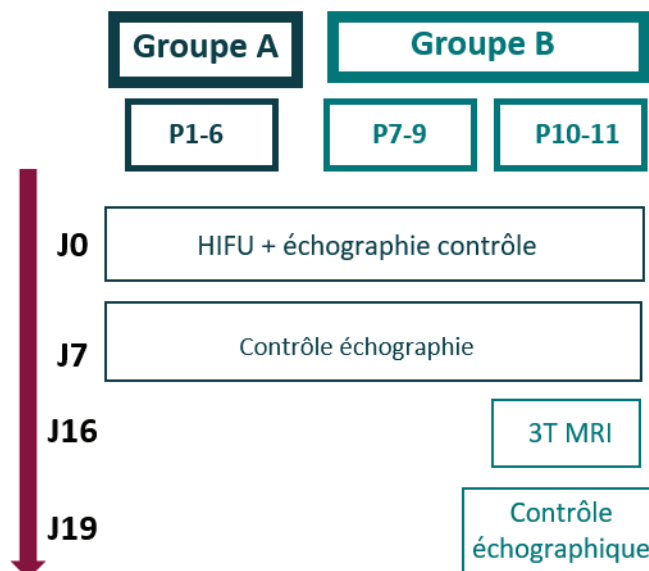 Groupe A
Groupe B
P1-6
P7-9
P10-11
J0
HIFU + échographie contrôle
J7
Contrôle échographie
J16
3T MRI
J19
Contrôle
échographique